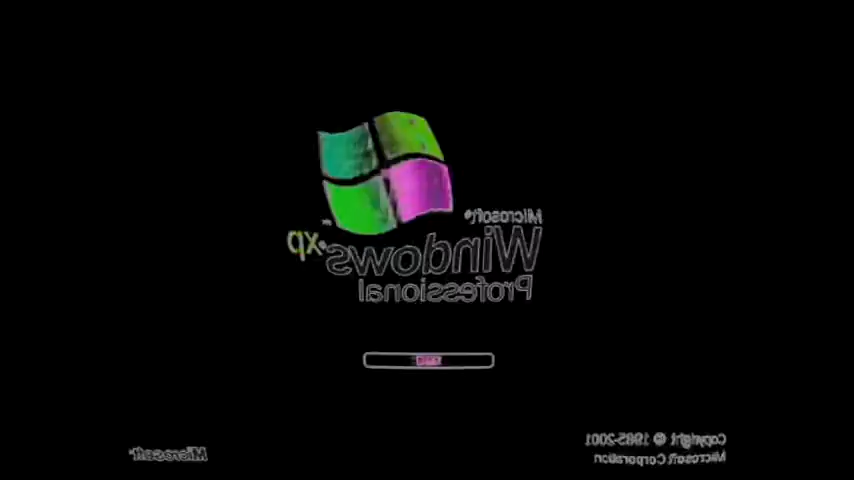 Microsoft®
Windows® xp
Professional
Copyright © 1985-2001
Microsoft Corporation
Microsoft®